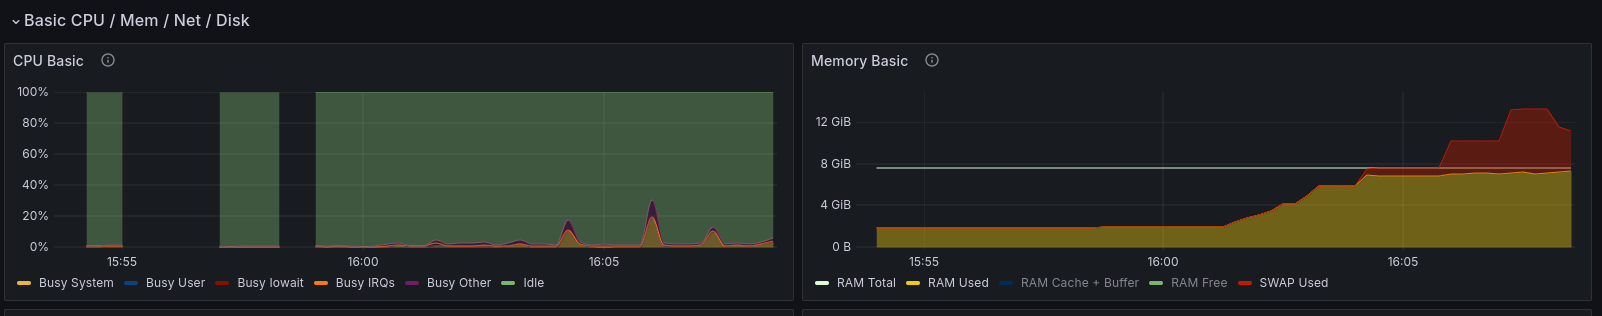 Basic CPU / Mem / Net / Disk
CPU Basic
100%
80%
60%
40%
20%
0%
15:55 16:00 16:05
Busy System Busy User Busy Iowait Busy IRQs Busy Other Idle
Memory Basic
12 GiB
8 GiB
4 GiB
0 B
15:55 16:00 16:05
RAM Total RAM Used RAM Cache + Buffer RAM Free SWAP Used